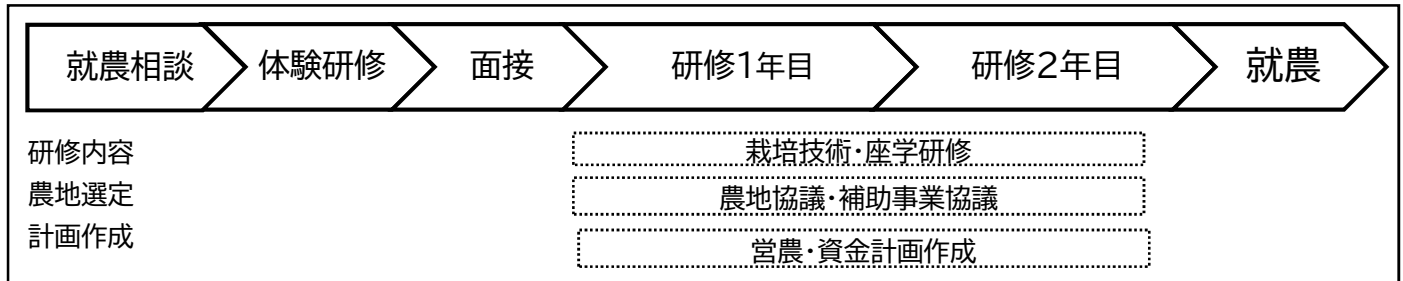 就農相談 体験研修 面接 研修1年目 研修2年目 就農
研修内容 栽培技術・座学研修
農地選定 農地協議・補助事業協議
計画作成 営農・資金計画作成